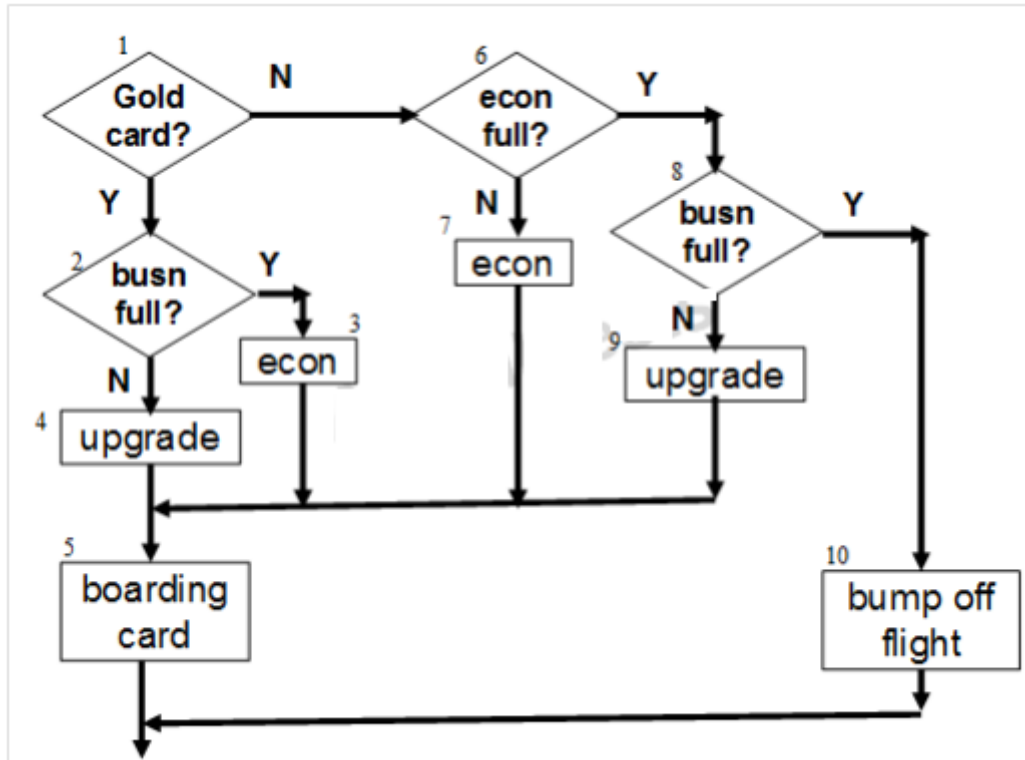 1
Gold
card?
N
6
econ
full?
Y
8
busn
full?
Y
Y
2
busn
full?
Y
3
econ
N
7
econ
N
9
upgrade
N
4
upgrade
5
boarding
card
10
bump off
flight